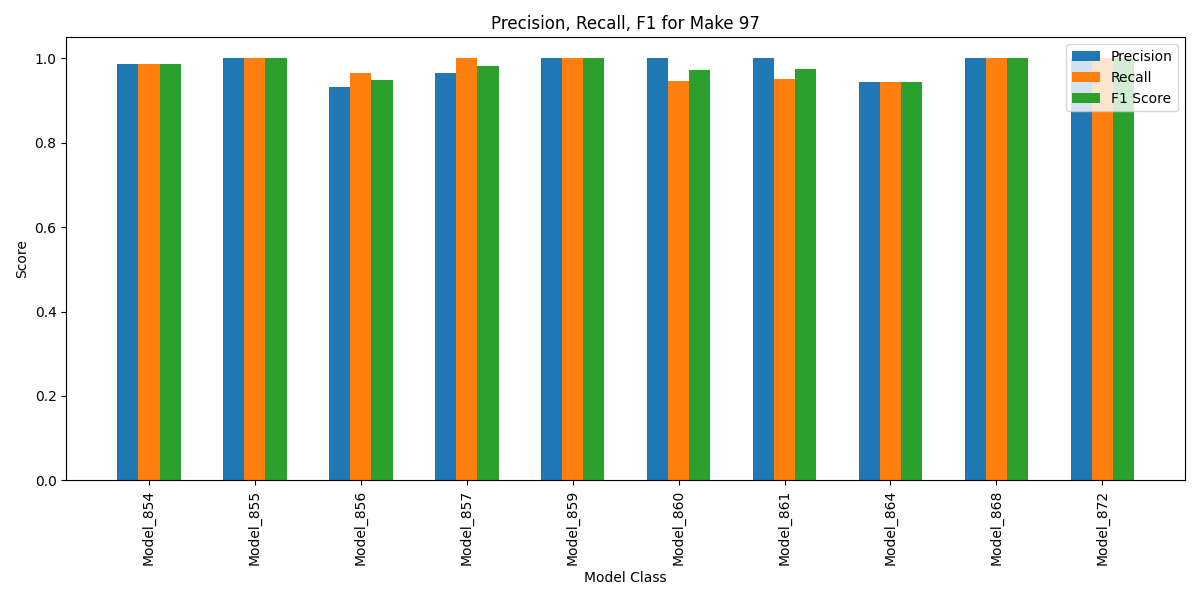 Precision, Recall, F1 for Make 97
Precision
Recall
F1 Score
Score
1.0
0.8
0.6
0.4
0.2
0.0
Model_854
Model_855
Model_856
Model_857
Model_859
Model_860
Model_861
Model_864
Model_868
Model_872
Model Class